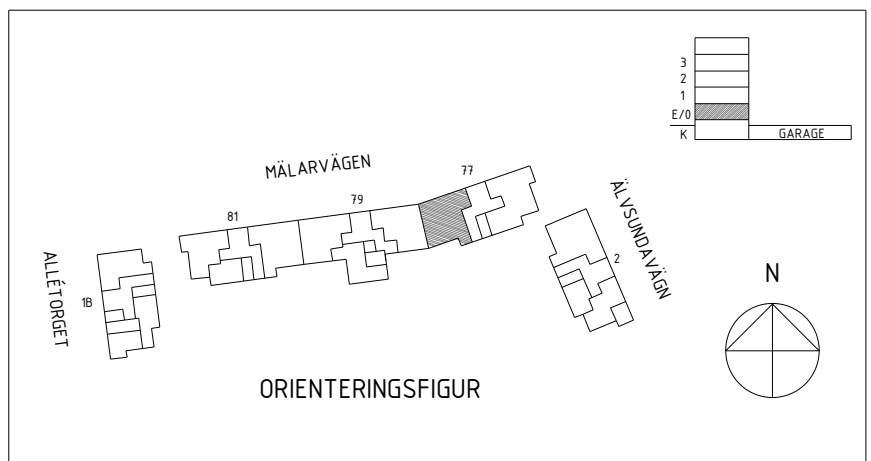 3
2
1
E/0
K
GARAGE
MÄLARVÄGEN
77
79
81
ÄLVSUNDAVÄGN
2
ALLÉTORGET
1B
N
ORIENTERINGSFIGUR